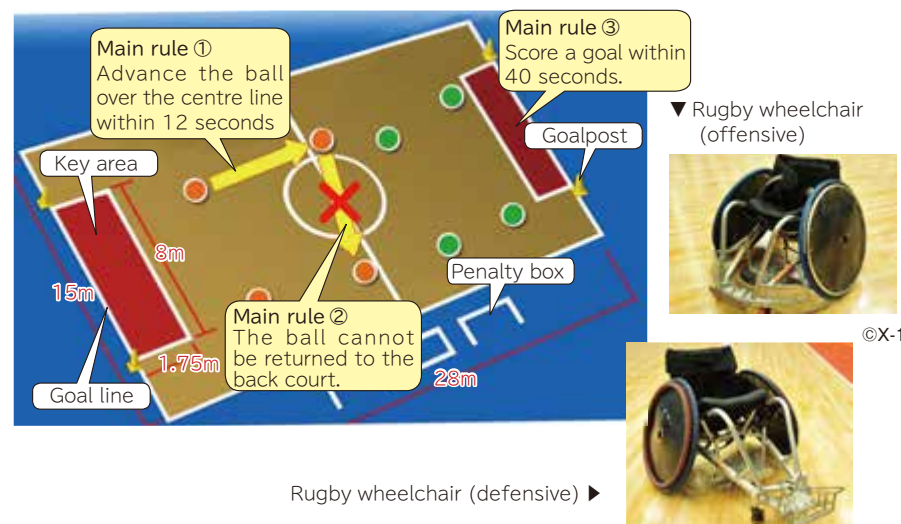 Main rule ①
Advance the ball
over the centre line
within 12 seconds
Main rule ③
Score a goal within
40 seconds.
▼ Rugby wheelchair
(offensive)
Goalpost
Key area
8m
15m
Penalty box
Main rule ②
The ball cannot
be returned to the
back court.
1.75m
28m
Goal line
©X-1
Rugby wheelchair (defensive) ▶